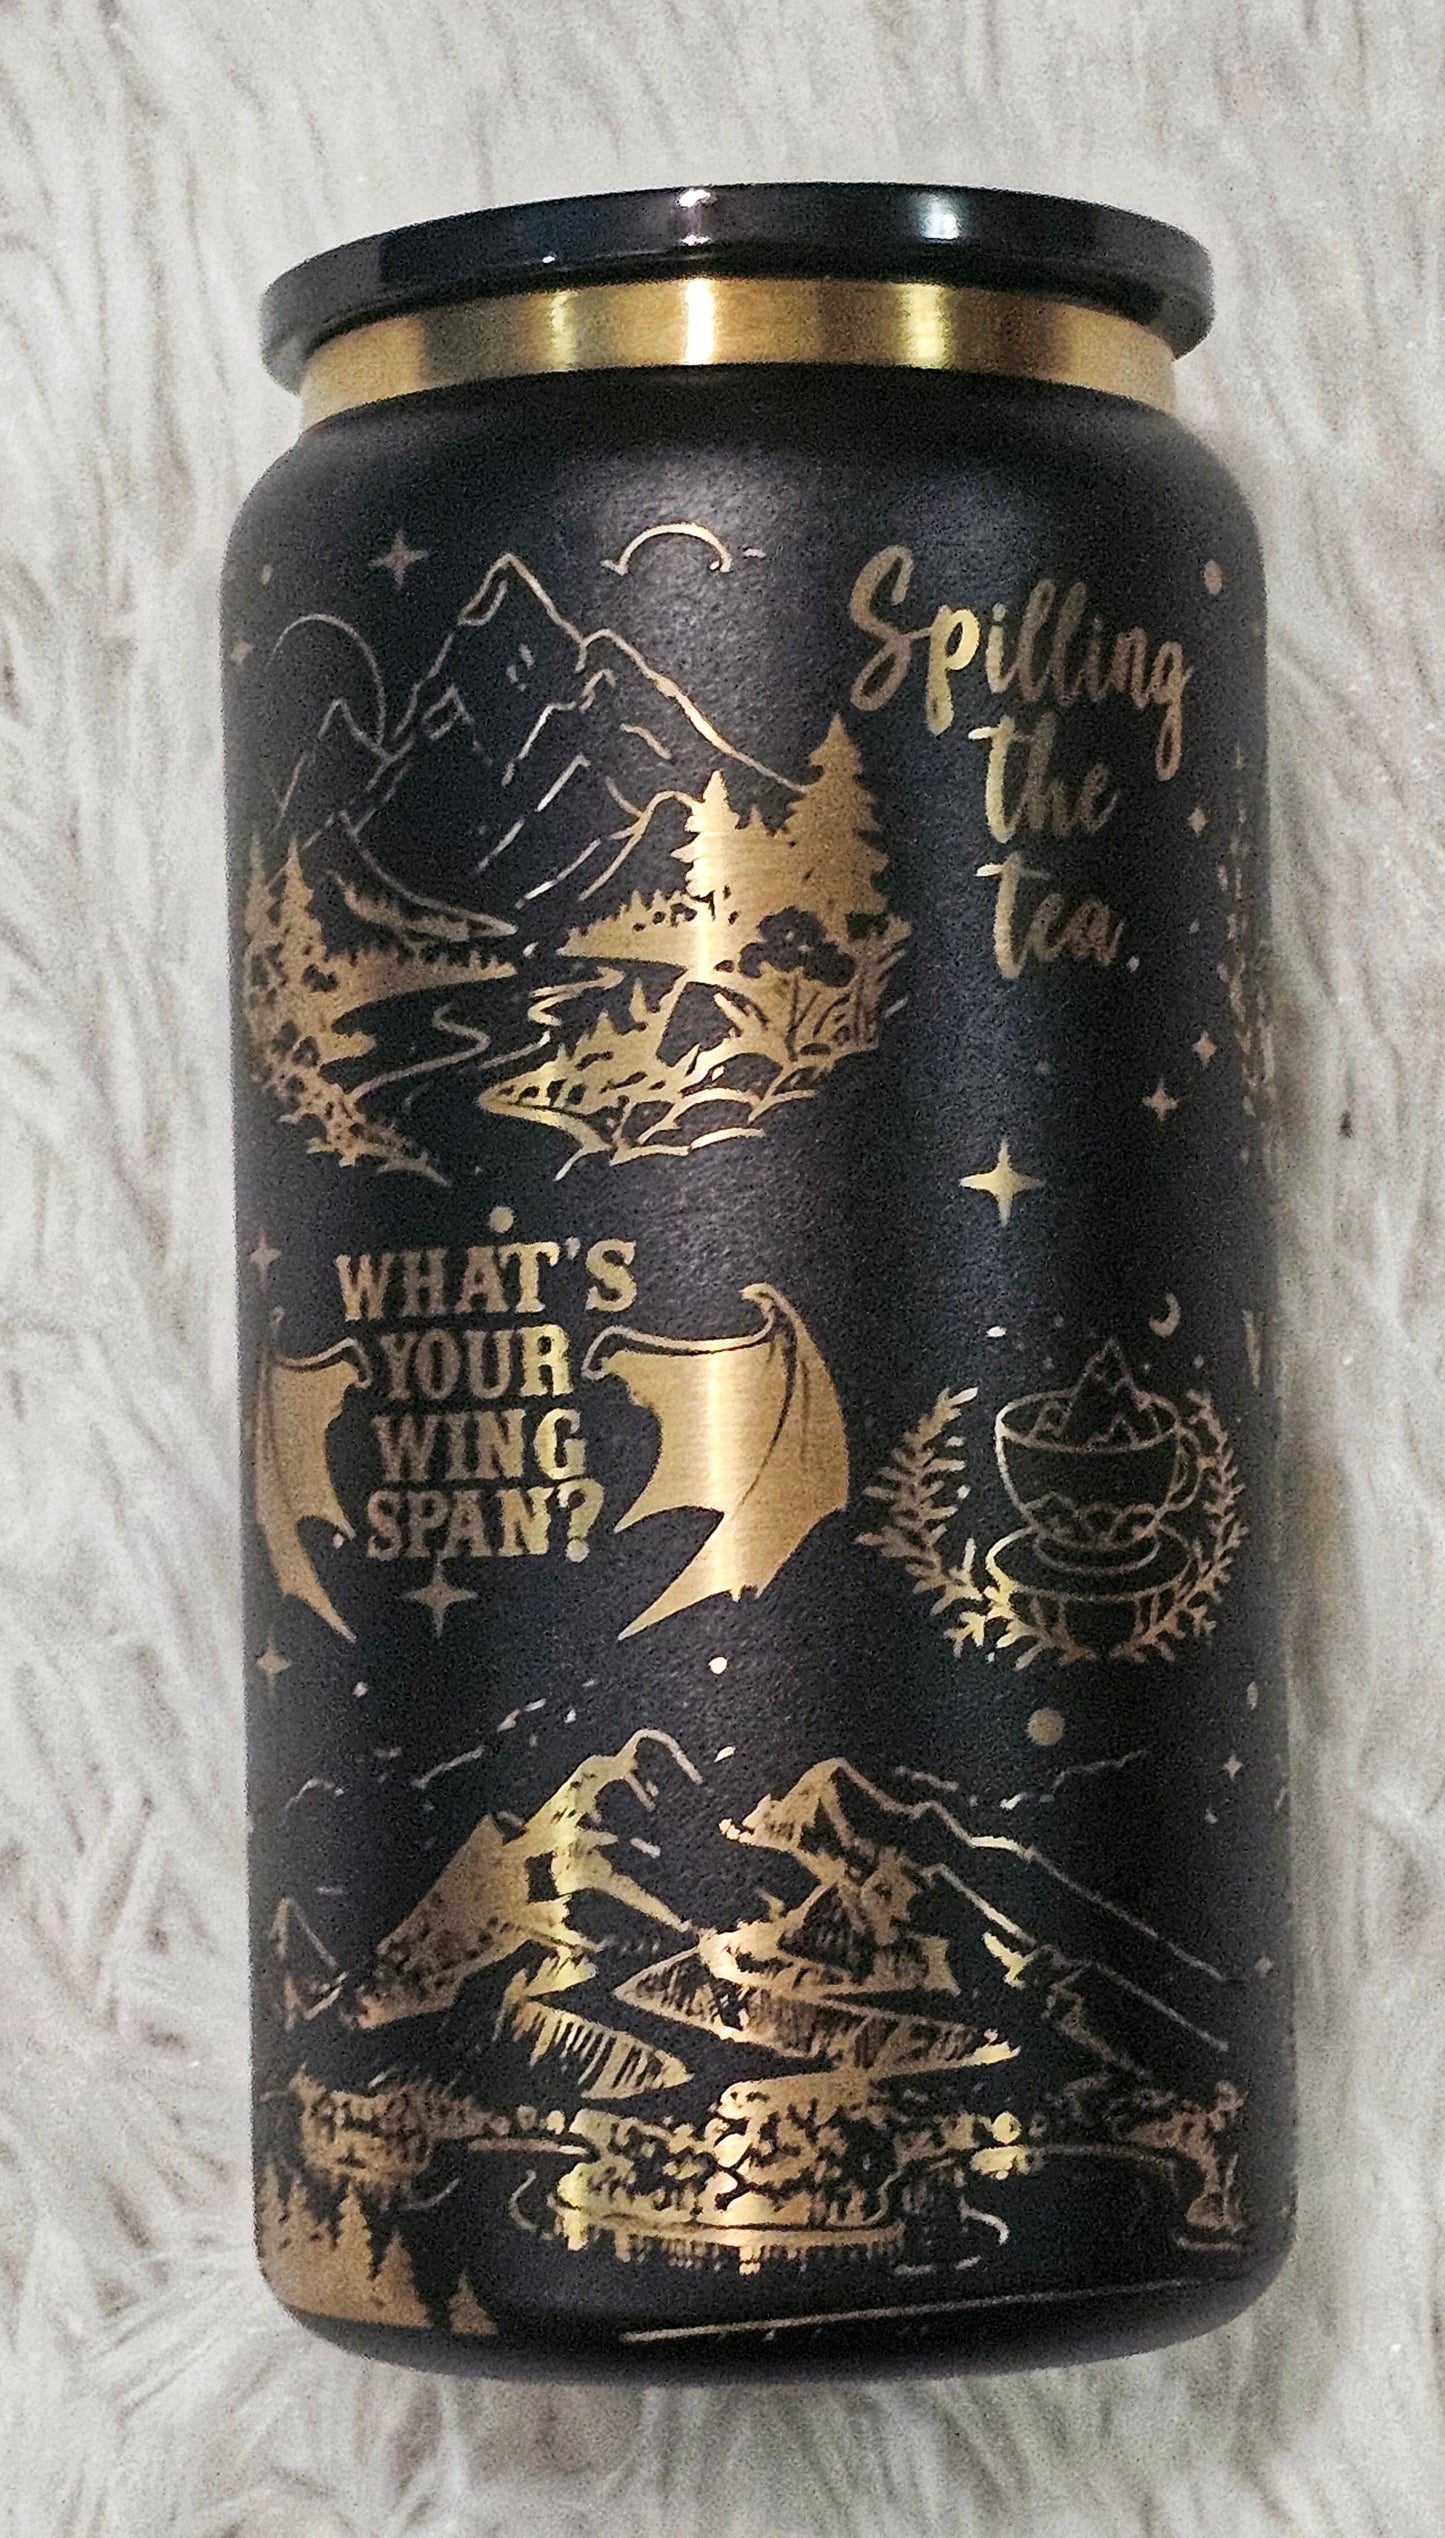 Spilling
the
tea.
WHAT'S
YOUR
WING
SPAN?